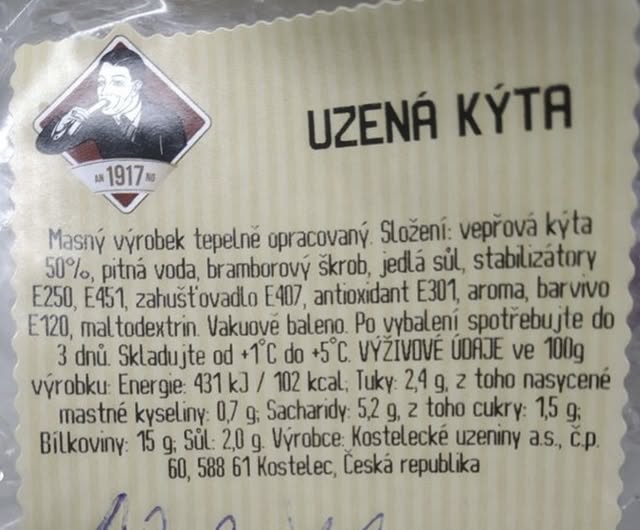 AN 1917 NO
UZENÁ KÝTA
Masný výrobek tepelně opracovaný. Složení: vepřová kýta
50%, pitná voda, bramborový škrob, jedlá sůl, stabilizátory
E250, E451, zahušťovadlo E407, antioxidant E301, aroma, barvivo
E120, maltodextrin. Vakuově baleno. Po vybalení spotřebujte do
3 dnů. Skladujte od +1°C do +5°C. VÝŽIVOVÉ ÚDAJE ve 100g
výrobku: Energie: 431 kJ / 102 kcal; Tuky: 2,4 g, z toho nasycené
mastné kyseliny: 0,7 g; Sacharidy: 5,2 g, z toho cukry: 1,5 g;
Bílkoviny: 15 g; Sůl: 2,0 g. Výrobce: Kostelecké uzeniny a.s., č.p.
60, 588 61 Kostelec, Česká republika